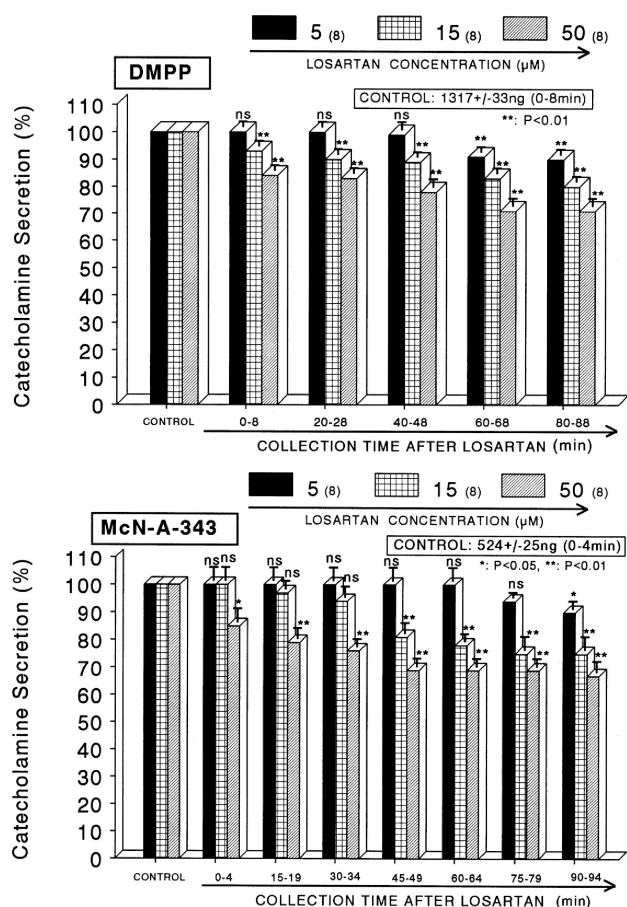 5 (8) 15 (8) 50 (8)
LOSARTAN CONCENTRATION (µM)
DMPP
CONTROL: 1317+/-33ng (0-8min)
**: P<0.01
Catecholamine Secretion (%)
110
100
90
80
70
60
50
40
30
20
10
0
ns ** **
ns ** **
ns ** **
** ** **
** ** **
CONTROL 0-8 20-28 40-48 60-68 80-88
COLLECTION TIME AFTER LOSARTAN (min)
5 (8) 15 (8) 50 (8)
LOSARTAN CONCENTRATION (µM)
McN-A-343
CONTROL: 524+/-25ng (0-4min)
*: P<0.05, **: P<0.01
Catecholamine Secretion (%)
110
100
90
80
70
60
50
40
30
20
10
0
ns ns *
ns ns **
ns ns **
ns ** **
ns ** **
ns ** **
* ** **
CONTROL 0-4 15-19 30-34 45-49 60-64 75-79 90-94
COLLECTION TIME AFTER LOSARTAN (min)